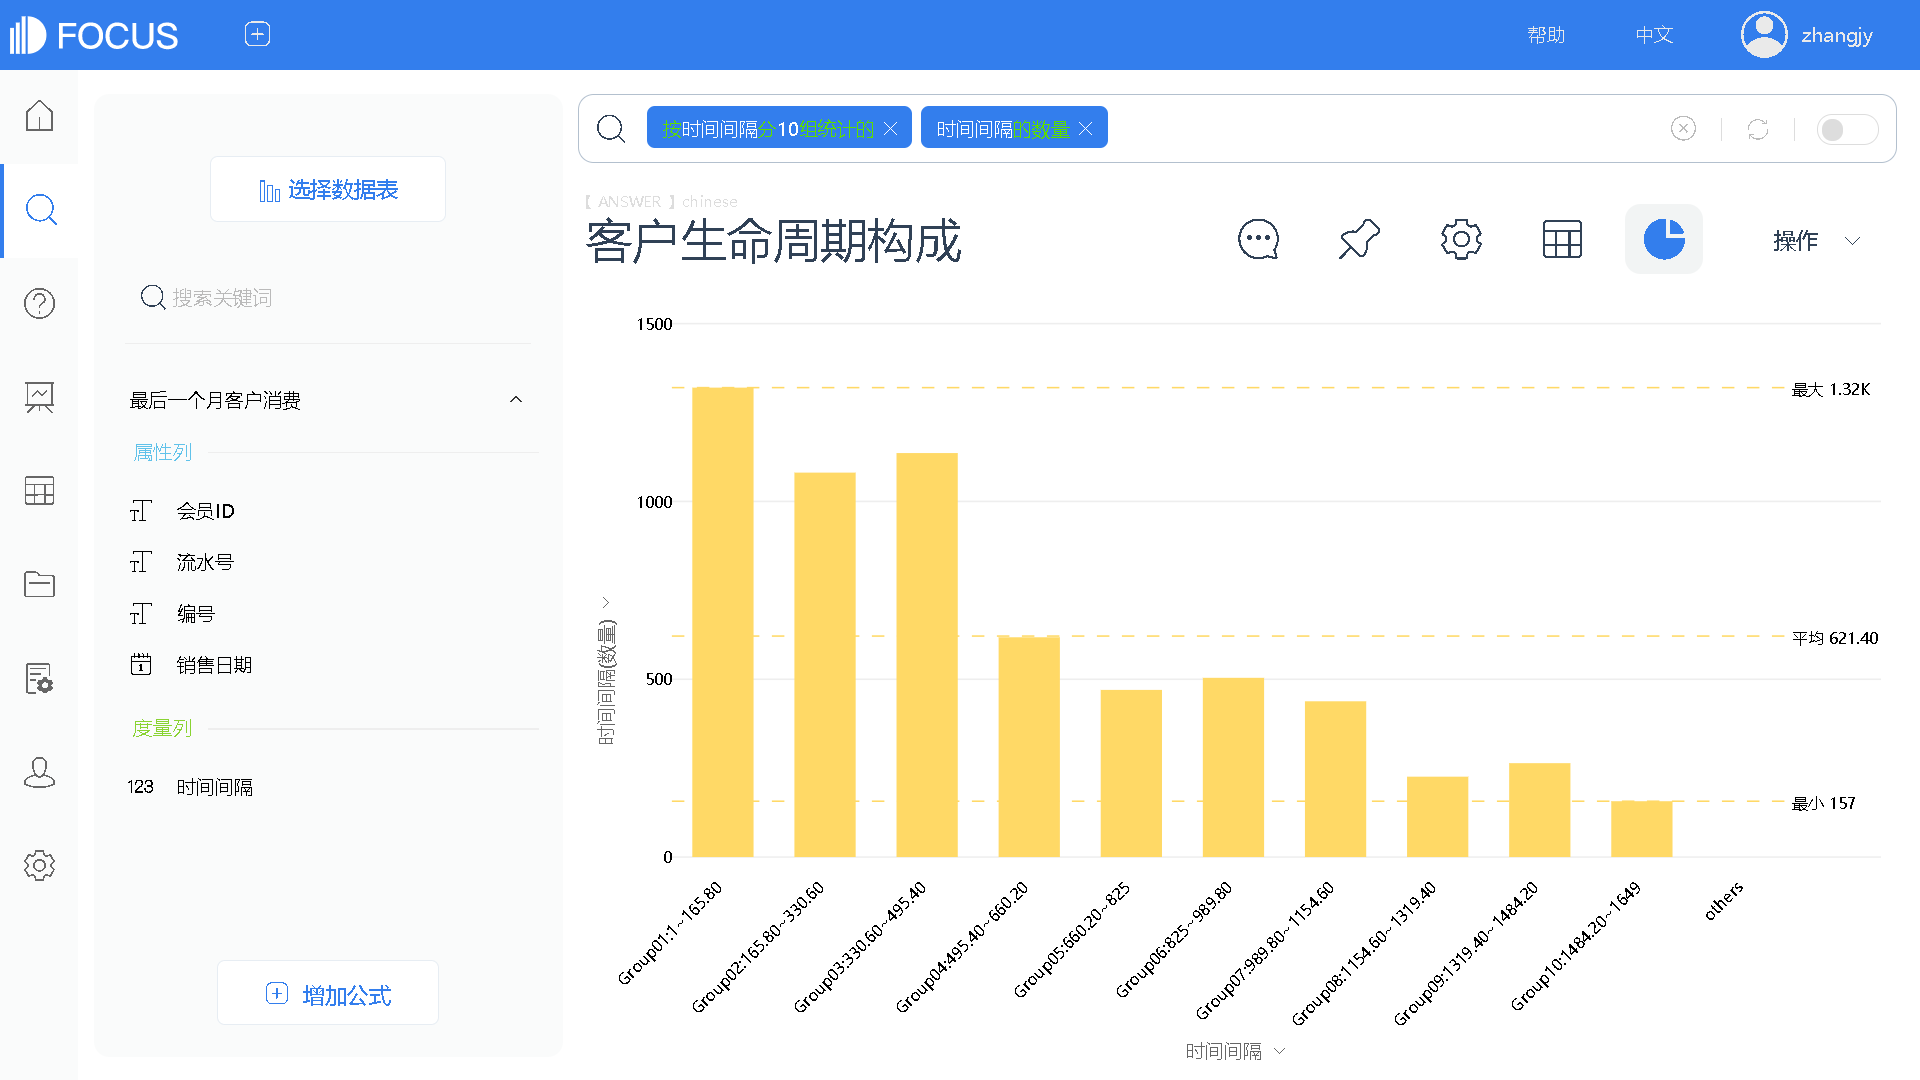 FOCUS
帮助
中文
zhangjy
选择数据表
搜索关键词
最后一个月客户消费
属性列
会员ID
流水号
编号
销售日期
度量列
123 时间间隔
增加公式
按时间间隔分10组统计的
时间间隔的数量
【 ANSWER 】chinese
客户生命周期构成
操作
时间间隔(数量)
1500
1000
500
0
最大 1.32K
平均 621.40
最小 157
Group01:1~165.80
Group02:165.80~330.60
Group03:330.60~495.40
Group04:495.40~660.20
Group05:660.20~825
Group06:825~989.80
Group07:989.80~1154.60
Group08:1154.60~1319.40
Group09:1319.40~1484.20
Group10:1484.20~1649
others
时间间隔